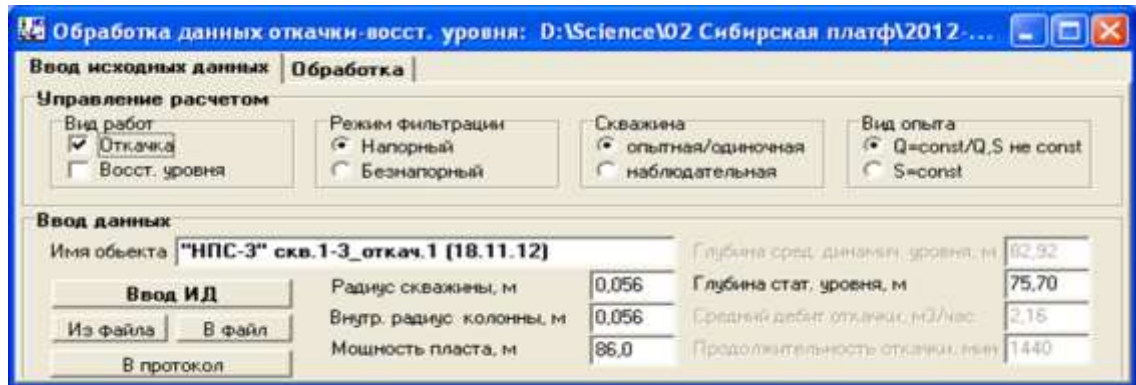 Обработка данных откачки-восст. уровня: D:\Science\02 Сибирская платф\2012-...
Ввод исходных данных Обработка
Управление расчетом
Вид работ Режим фильтрации Скважина Вид опыта
Откачка Напорный опытная/одиночная Q=const/Q,S не const
Восст. уровня Безнапорный наблюдательная S=const
Ввод данных
Имя объекта "НПС-3" скв.1-3_откач.1 (18.11.12) Глубина сред. динамич. уровня, м 82,92
Ввод ИД Радиус скважины, м 0,056 Глубина стат. уровня, м 75,70
Из файла В файл Внутр. радиус колонны, м 0,056 Средний дебит откачки, м3/час 2,16
В протокол Мощность пласта, м 86,0 Продолжительность откачки, мин 1440